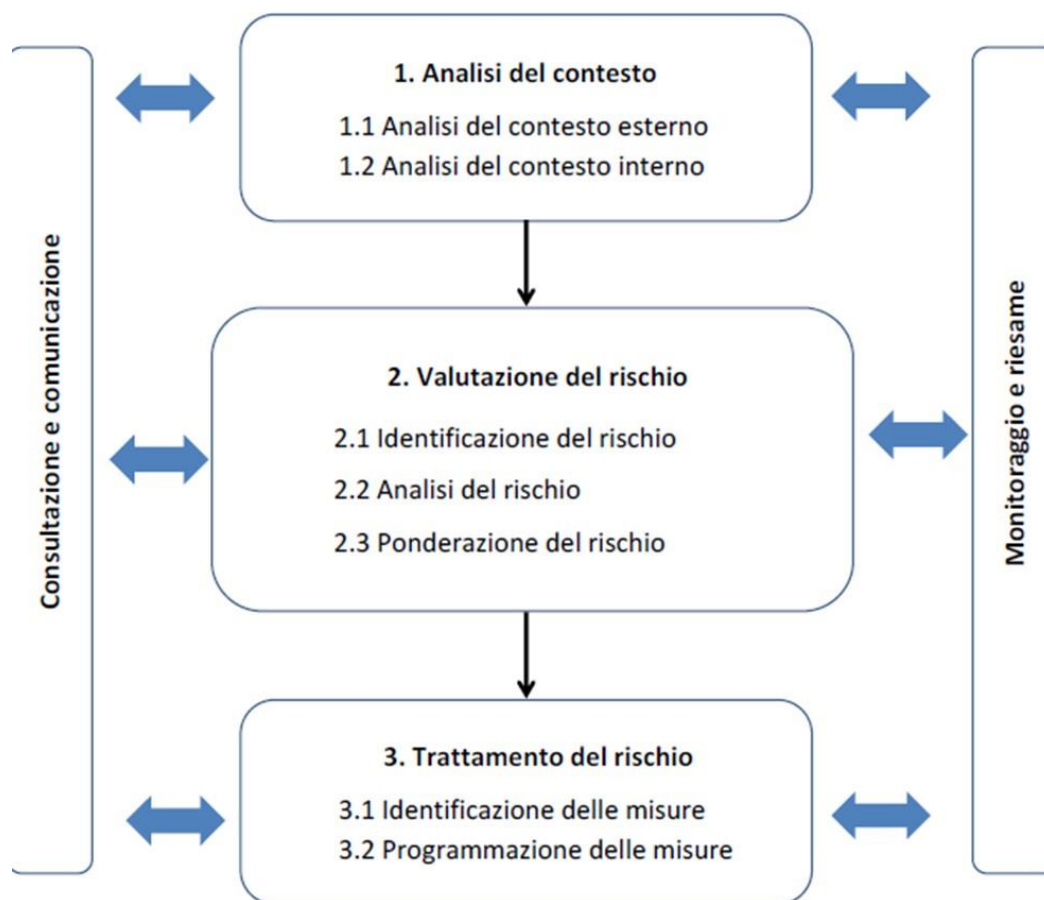 Consultazione e comunicazione
1. Analisi del contesto
1.1 Analisi del contesto esterno
1.2 Analisi del contesto interno
2. Valutazione del rischio
2.1 Identificazione del rischio
2.2 Analisi del rischio
2.3 Ponderazione del rischio
3. Trattamento del rischio
3.1 Identificazione delle misure
3.2 Programmazione delle misure
Monitoraggio e riesame